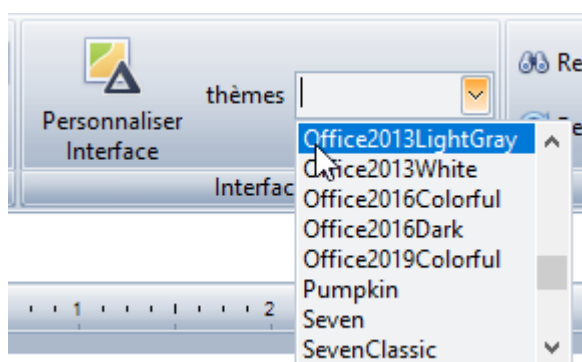 Re
thèmes
Personnaliser
Interface
Interfac
Office2013LightGray
Office2013White
Office2016Colorful
Office2016Dark
Office2019Colorful
Pumpkin
Seven
SevenClassic
1 2